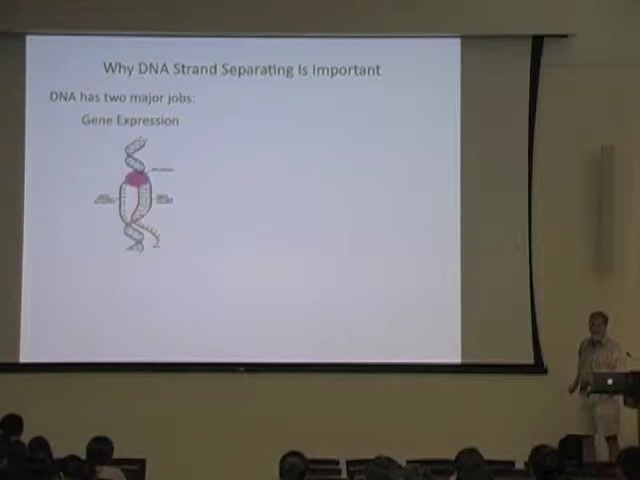 Why DNA Strand Separating Is Important
DNA has two major jobs:
Gene Expression